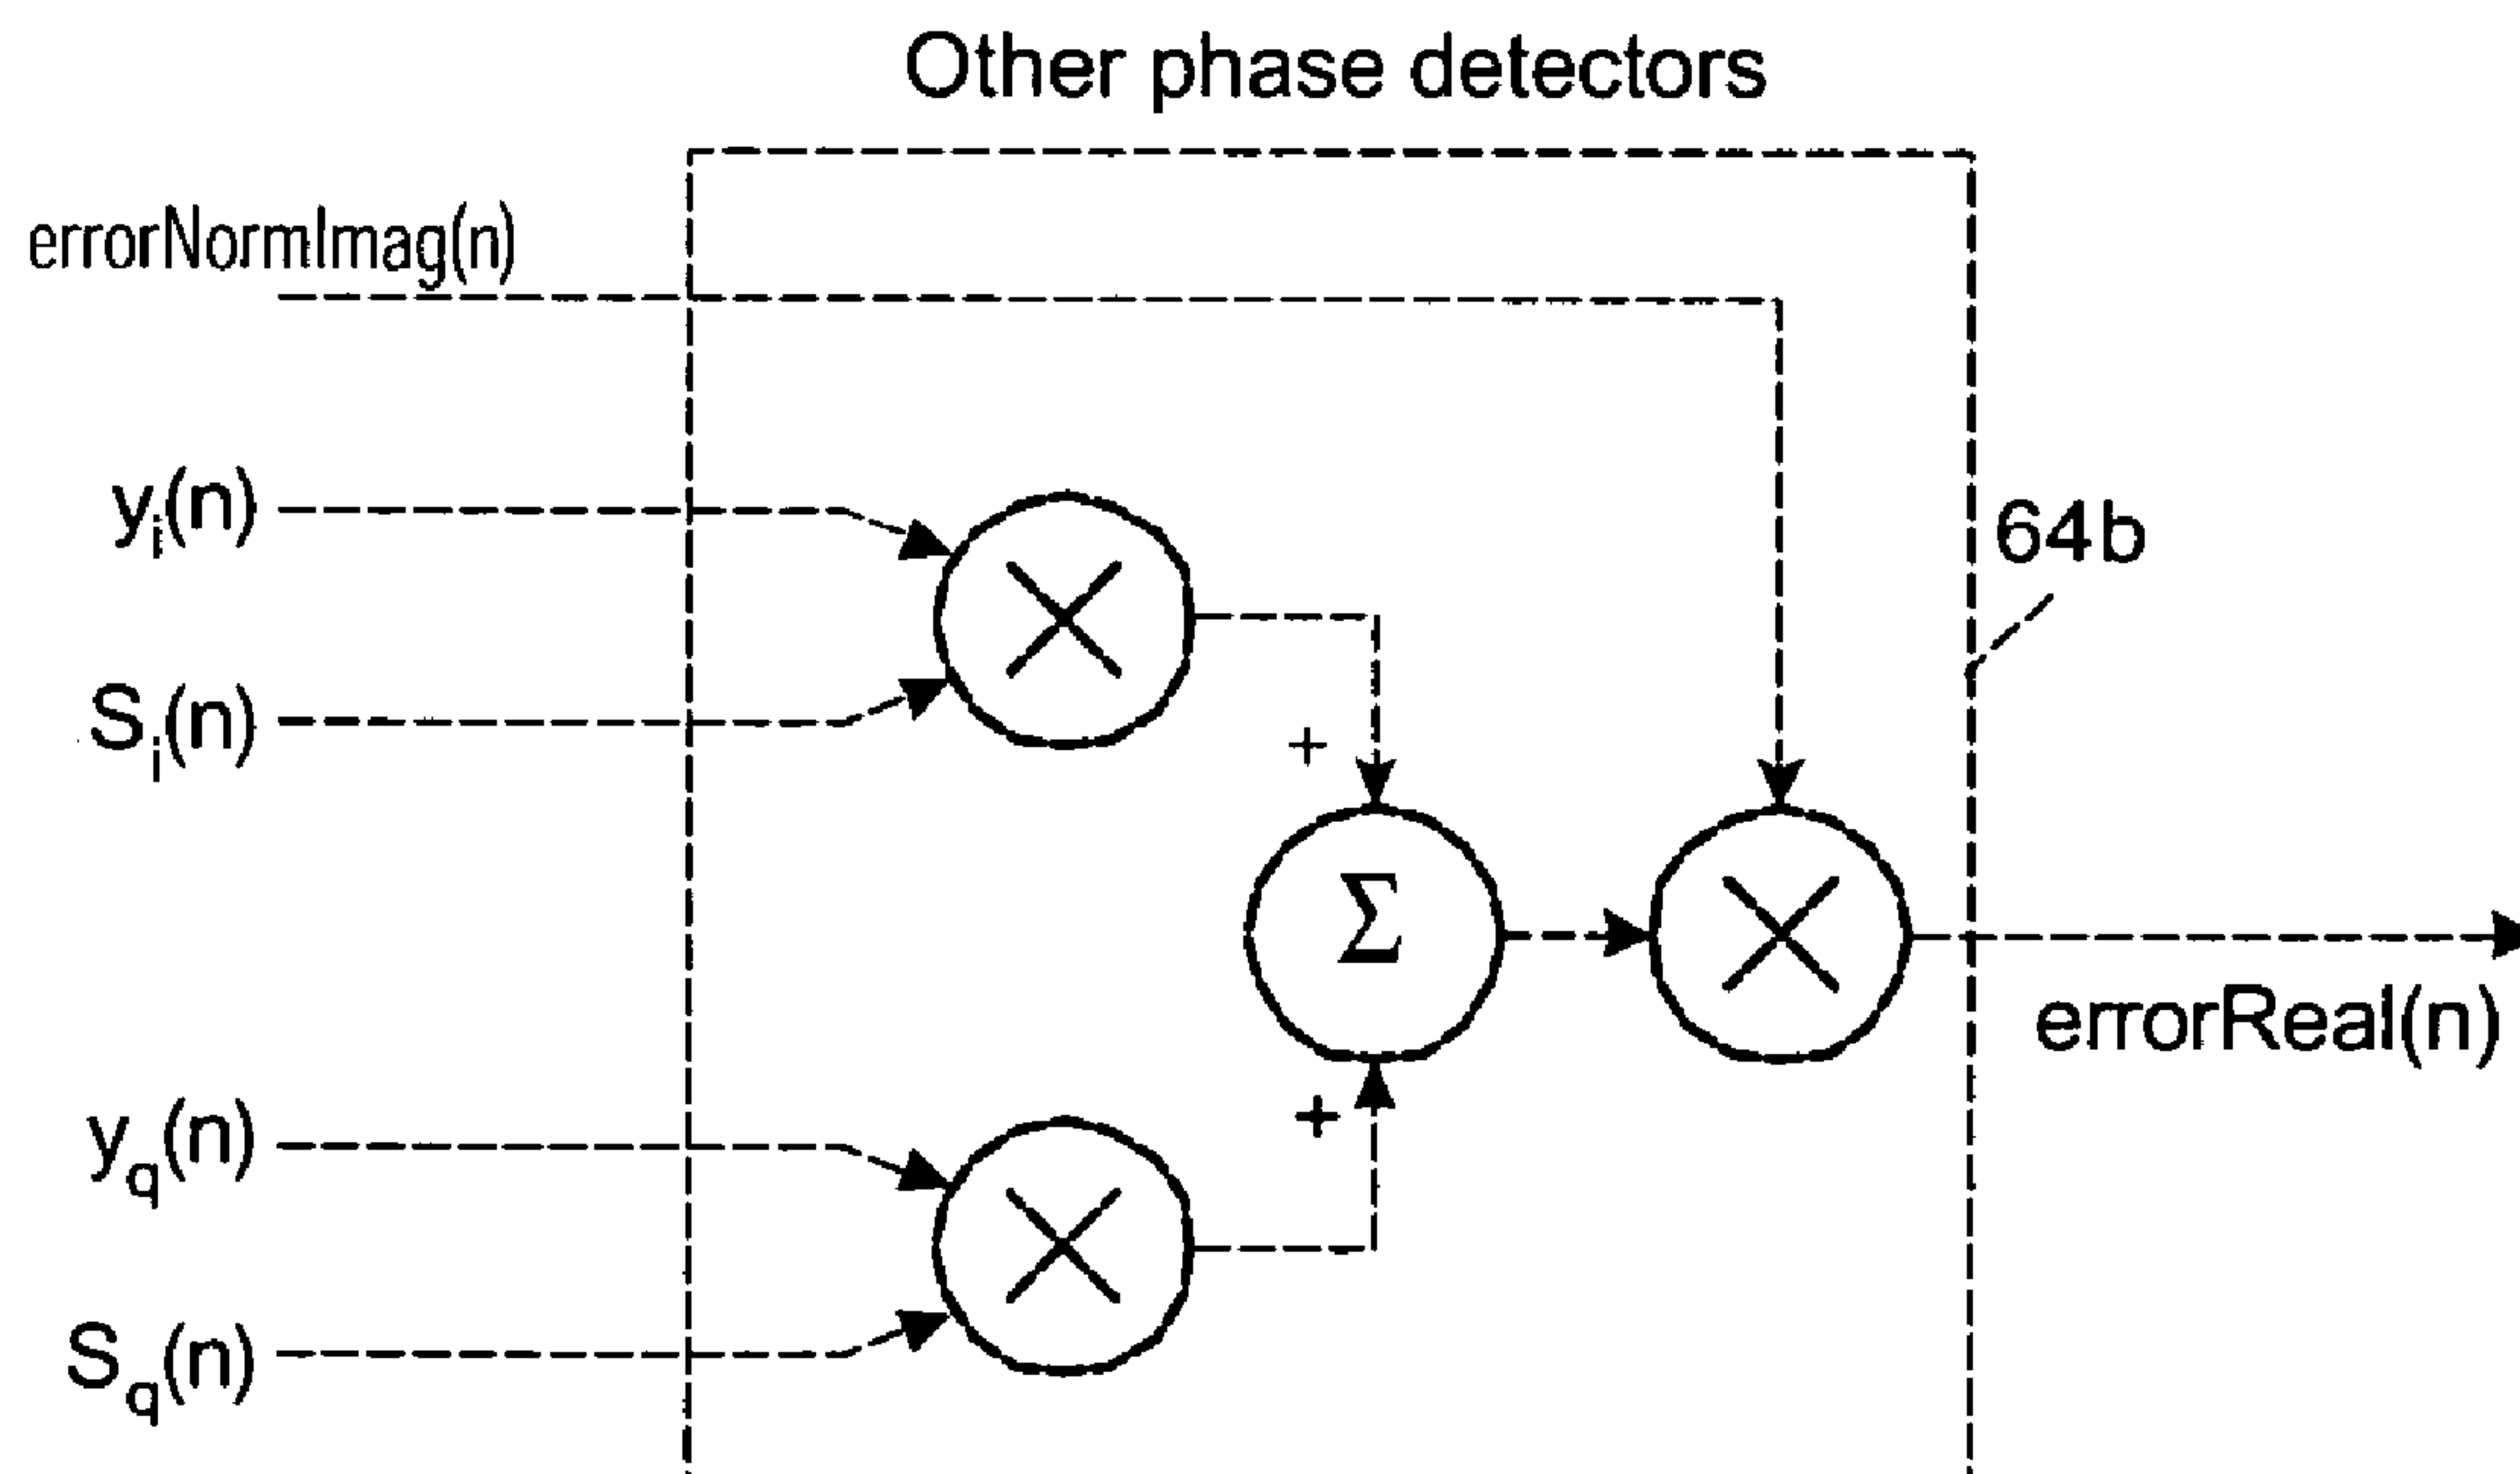 Other phase detectors
errorNormImag(n)
yi(n)
64b
Si(n)
+
Σ
errorReal(n)
+
yq(n)
Sq(n)